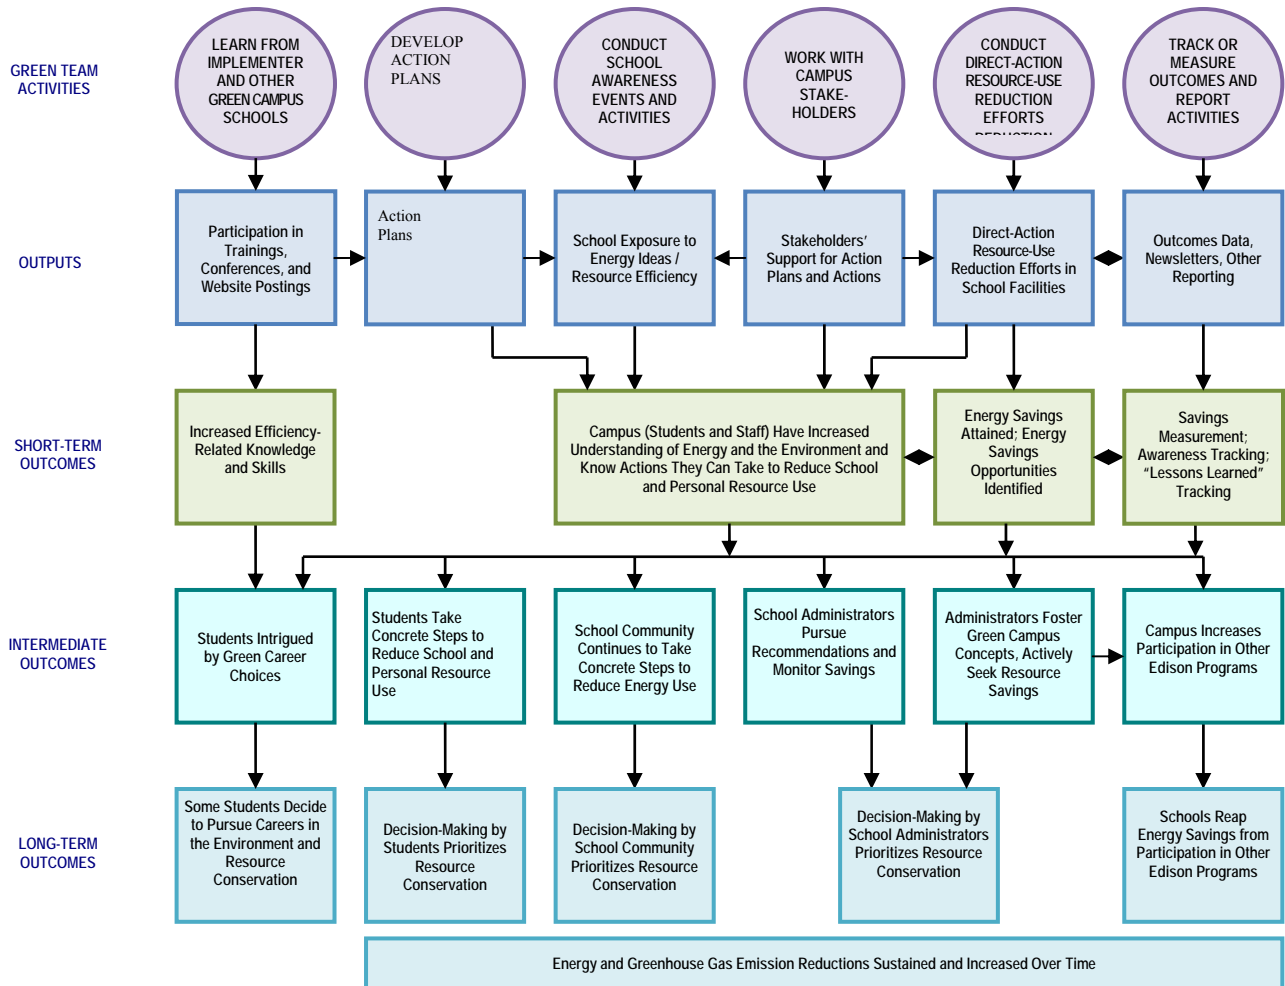 GREEN TEAM
ACTIVITIES
LEARN FROM
IMPLEMENTER
AND OTHER
GREEN CAMPUS
SCHOOLS
DEVELOP
ACTION
PLANS
CONDUCT
SCHOOL
AWARENESS
EVENTS AND
ACTIVITIES
WORK WITH
CAMPUS
STAKE-
HOLDERS
CONDUCT
DIRECT-ACTION
RESOURCE-USE
REDUCTION
EFFORTS
REDUCTION
TRACK OR
MEASURE
OUTCOMES AND
REPORT
ACTIVITIES
OUTPUTS
Participation in
Trainings,
Conferences, and
Website Postings
Action
Plans
School Exposure to
Energy Ideas /
Resource Efficiency
Stakeholders’
Support for Action
Plans and Actions
Direct-Action
Resource-Use
Reduction Efforts in
School Facilities
Outcomes Data,
Newsletters, Other
Reporting
SHORT-TERM
OUTCOMES
Increased Efficiency-
Related Knowledge
and Skills
Campus (Students and Staff) Have Increased
Understanding of Energy and the Environment and
Know Actions They Can Take to Reduce School
and Personal Resource Use
Energy Savings
Attained; Energy
Savings
Opportunities
Identified
Savings
Measurement;
Awareness Tracking;
“Lessons Learned”
Tracking
INTERMEDIATE
OUTCOMES
Students Intrigued
by Green Career
Choices
Students Take
Concrete Steps to
Reduce School and
Personal Resource
Use
School Community
Continues to Take
Concrete Steps to
Reduce Energy Use
School Administrators
Pursue
Recommendations and
Monitor Savings
Administrators Foster
Green Campus
Concepts, Actively
Seek Resource
Savings
Campus Increases
Participation in Other
Edison Programs
LONG-TERM
OUTCOMES
Some Students Decide
to Pursue Careers in
the Environment and
Resource
Conservation
Decision-Making by
Students Prioritizes
Resource
Conservation
Decision-Making by
School Community
Prioritizes Resource
Conservation
Decision-Making by
School Administrators
Prioritizes Resource
Conservation
Schools Reap
Energy Savings from
Participation in Other
Edison Programs
Energy and Greenhouse Gas Emission Reductions Sustained and Increased Over Time